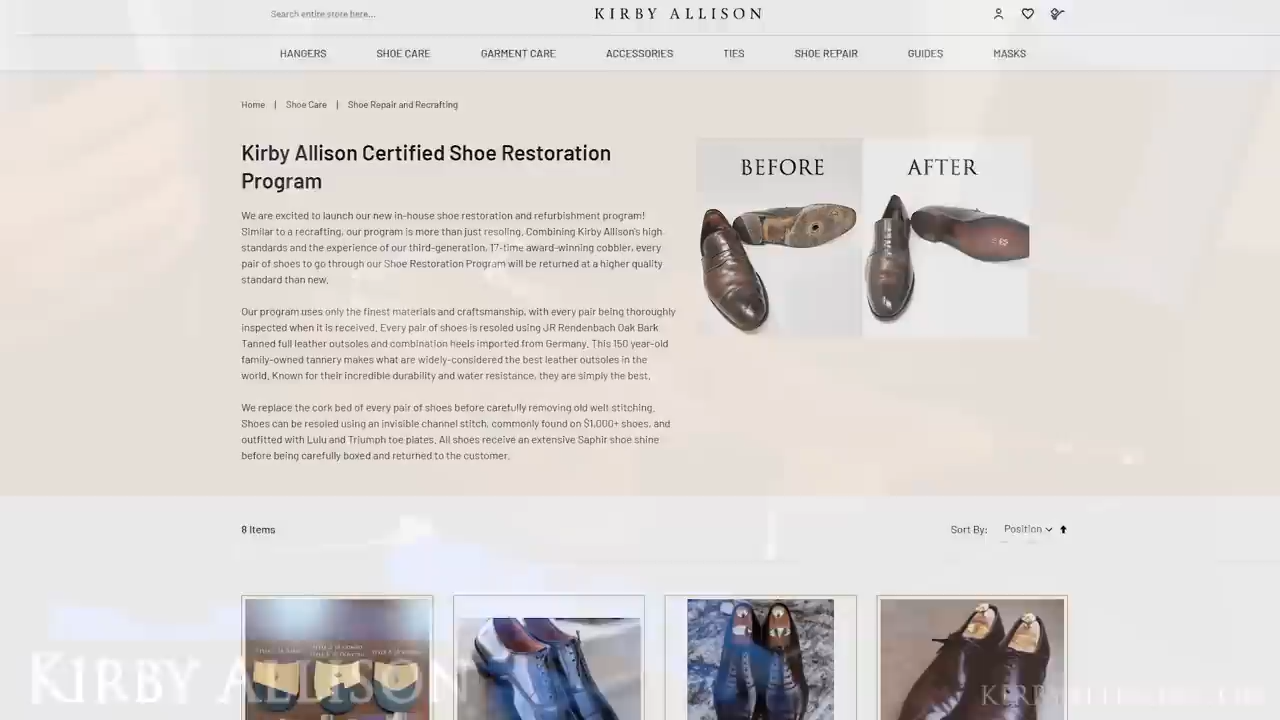 Search entire store here...
KIRBY ALLISON
HANGERS SHOE CARE GARMENT CARE ACCESSORIES TIES SHOE REPAIR GUIDES MASKS
Home | Shoe Care | Shoe Repair and Recrafting
Kirby Allison Certified Shoe Restoration
Program
We are excited to launch our new in-house shoe restoration and refurbishment program!
Similar to a recrafting, our program is more than just resoling. Combining Kirby Allison's high
standards and the experience of our third-generation, 17-time award-winning cobbler, every
pair of shoes to go through our Shoe Restoration Program will be returned at a higher quality
standard than new.
Our program uses only the finest materials and craftsmanship, with every pair being thoroughly
inspected when it is received. Every pair of shoes is resoled using JR Rendenbach Oak Bark
Tanned full leather outsoles and combination heels imported from Germany. This 150 year-old
family-owned tannery makes what are widely-considered the best leather outsoles in the
world. Known for their incredible durability and water resistance, they are simply the best.
We replace the cork bed of every pair of shoes before carefully removing old welt stitching.
Shoes can be resoled using an invisible channel stitch, commonly found on $1,000+ shoes, and
outfitted with Lulu and Triumph toe plates. All shoes receive an extensive Saphir shoe shine
before being carefully boxed and returned to the customer.
BEFORE AFTER
8 Items
Sort By: Position
KIRBY ALLISON